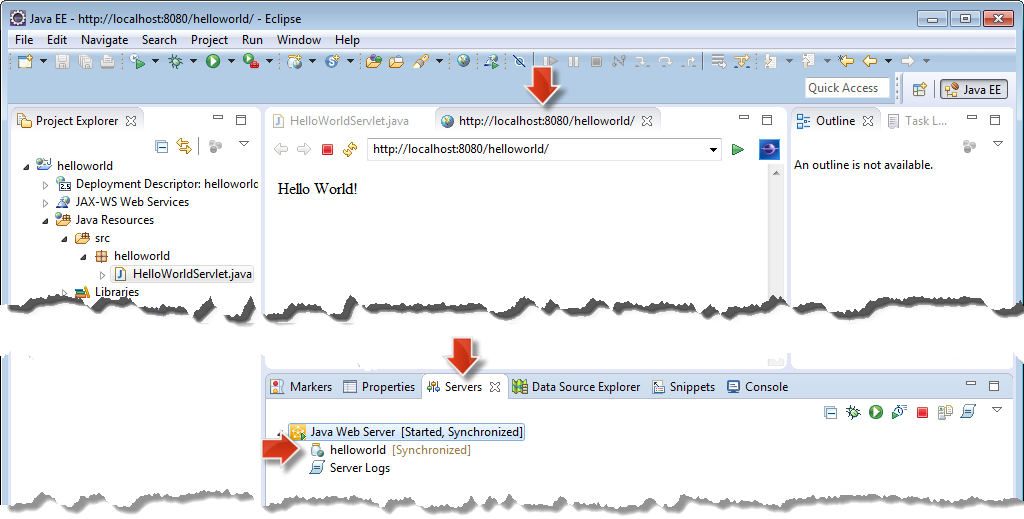 Java EE - http://localhost:8080/helloworld/ - Eclipse
File Edit Navigate Search Project Run Window Help
Quick Access
Java EE
Project Explorer
HelloWorldServlet.java
http://localhost:8080/helloworld/
Outline
Task L...
http://localhost:8080/helloworld/
An outline is not available.
helloworld
2.5 Deployment Descriptor: helloworld
JAX-WS Web Services
Java Resources
src
helloworld
HelloWorldServlet.java
Libraries
Hello World!
Markers Properties Servers Data Source Explorer Snippets Console
Java Web Server [Started, Synchronized]
helloworld [Synchronized]
Server Logs